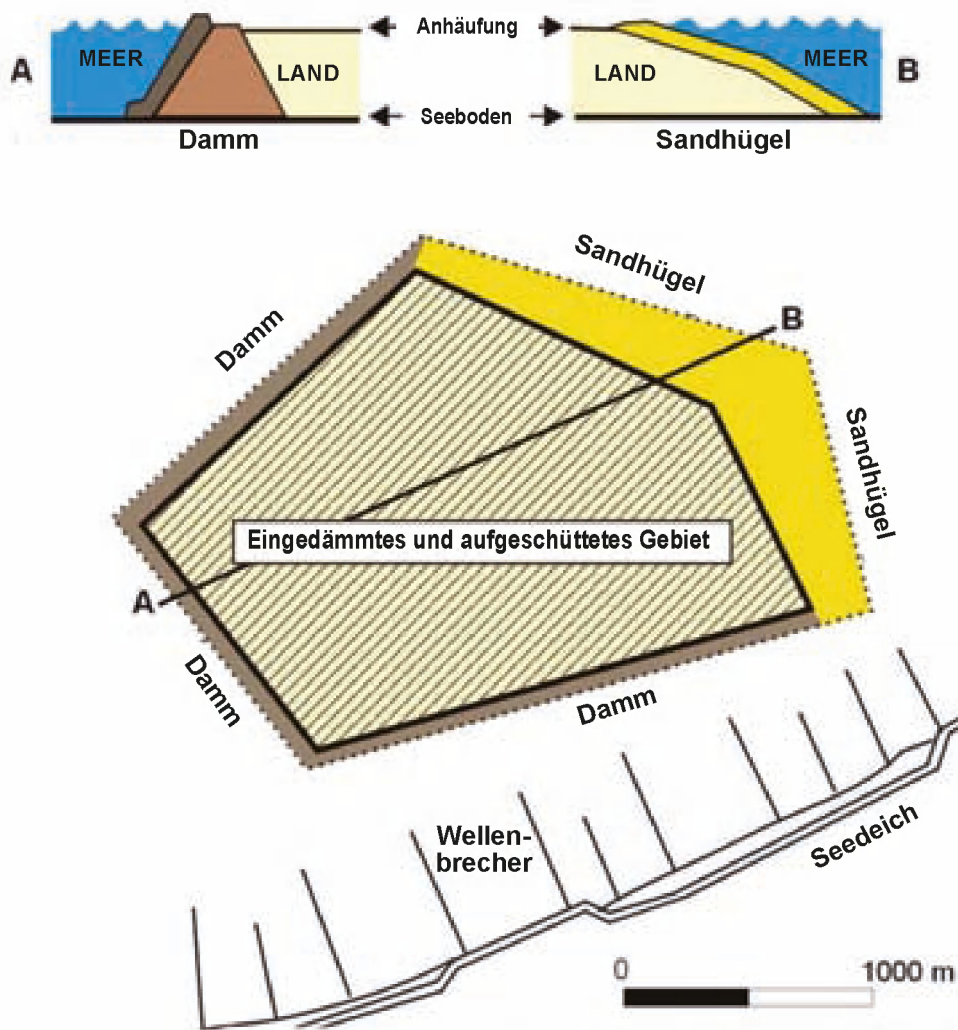 Anhäufung
A
MEER
LAND
LAND
MEER
B
Seeboden
Damm
Sandhügel
Sandhügel
Damm
B
Sandhügel
Eingedämmtes und aufgeschüttetes Gebiet
A
Damm
Damm
Wellen-
brecher
Seedeich
0
1000 m